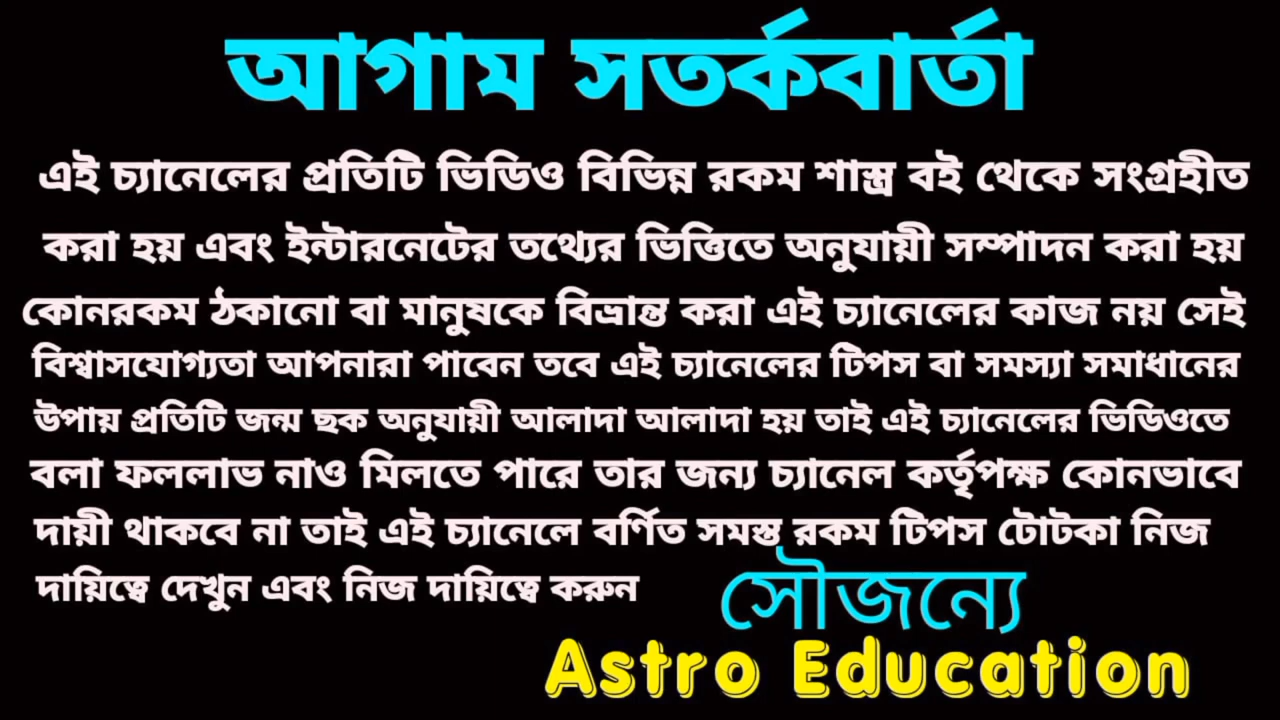 আগাম সতর্কবার্তা
এই চ্যানেলের প্রতিটি ভিডিও বিভিন্ন রকম শাস্ত্র বই থেকে সংগ্রহীত
করা হয় এবং ইন্টারনেটের তথ্যের ভিত্তিতে অনুযায়ী সম্পাদন করা হয়
কোনরকম ঠকানো বা মানুষকে বিভ্রান্ত করা এই চ্যানেলের কাজ নয় সেই
বিশ্বাসযোগ্যতা আপনারা পাবেন তবে এই চ্যানেলের টিপস বা সমস্যা সমাধানের
উপায় প্রতিটি জন্ম ছক অনুযায়ী আলাদা আলাদা হয় তাই এই চ্যানেলের ভিডিওতে
বলা ফললাভ নাও মিলতে পারে তার জন্য চ্যানেল কর্তৃপক্ষ কোনভাবে
দায়ী থাকবে না তাই এই চ্যানেলে বর্ণিত সমস্ত রকম টিপস টোটকা নিজ
দায়িত্বে দেখুন এবং নিজ দায়িত্বে করুন
সৌজন্যে
Astro Education